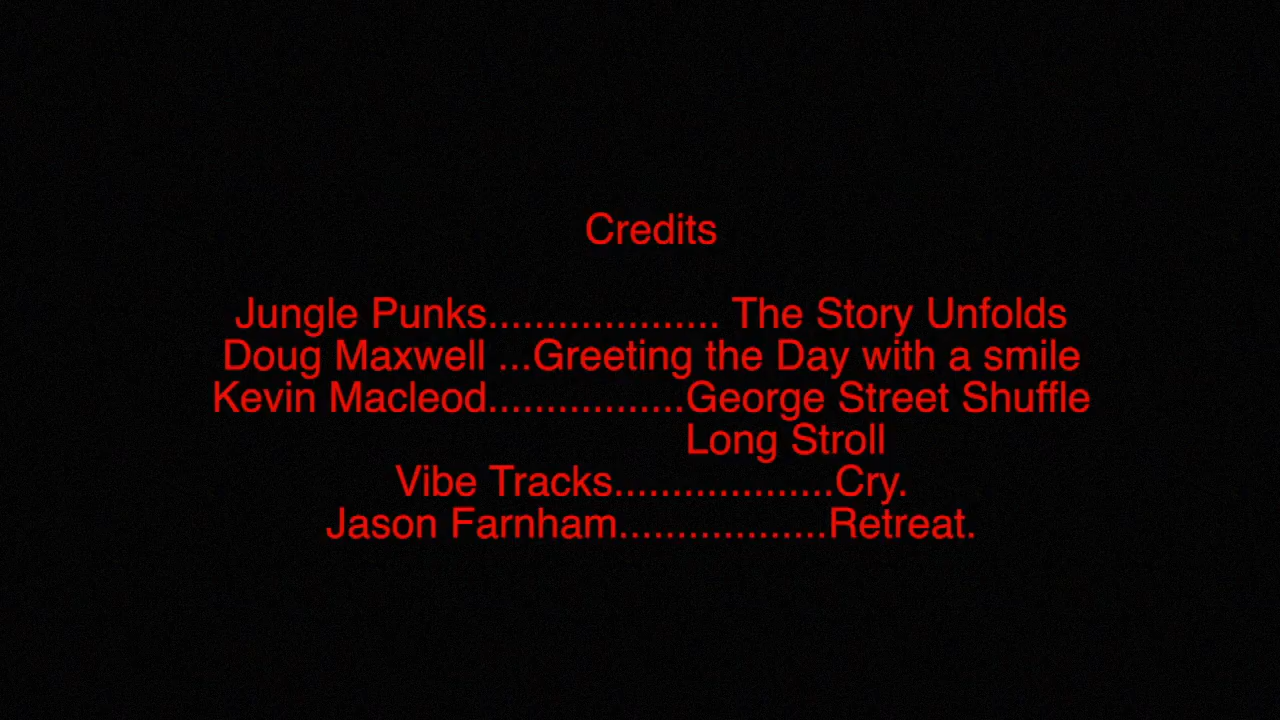 Credits
Jungle Punks.................... The Story Unfolds
Doug Maxwell ...Greeting the Day with a smile
Kevin Macleod.................George Street Shuffle
Long Stroll
Vibe Tracks...................Cry.
Jason Farnham..................Retreat.